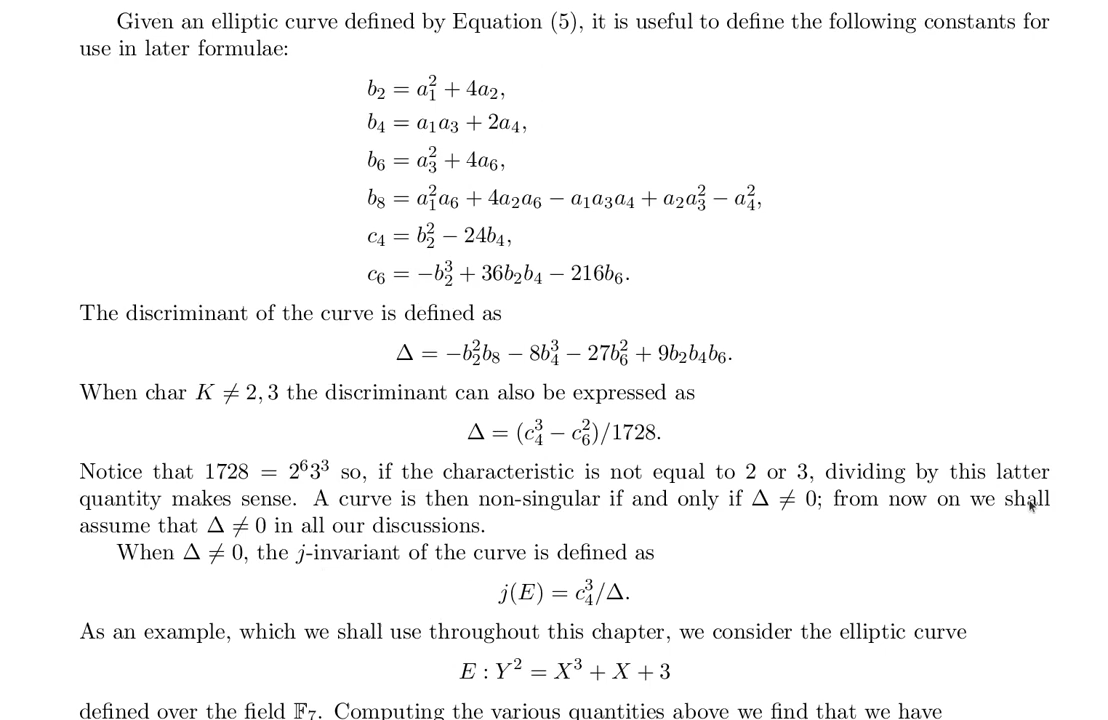 Given an elliptic curve defined by Equation (5), it is useful to define the following constants for
use in later formulae:
b₂ = a₁² + 4a₂,
b₄ = a₁a₃ + 2a₄,
b₆ = a₃² + 4a₆,
b₈ = a₁²a₆ + 4a₂a₆ − a₁a₃a₄ + a₂a₃² − a₄²,
c₄ = b₂² − 24b₄,
c₆ = −b₂³ + 36b₂b₄ − 216b₆.
The discriminant of the curve is defined as
Δ = −b₂²b₈ − 8b₄³ − 27b₆² + 9b₂b₄b₆.
When char K ≠ 2, 3 the discriminant can also be expressed as
Δ = (c₄³ − c₆²)/1728.
Notice that 1728 = 2⁶3³ so, if the characteristic is not equal to 2 or 3, dividing by this latter
quantity makes sense. A curve is then non-singular if and only if Δ ≠ 0; from now on we shall
assume that Δ ≠ 0 in all our discussions.
When Δ ≠ 0, the j-invariant of the curve is defined as
j(E) = c₄³/Δ.
As an example, which we shall use throughout this chapter, we consider the elliptic curve
E : Y² = X³ + X + 3
defined over the field 𝔽₇. Computing the various quantities above we find that we have